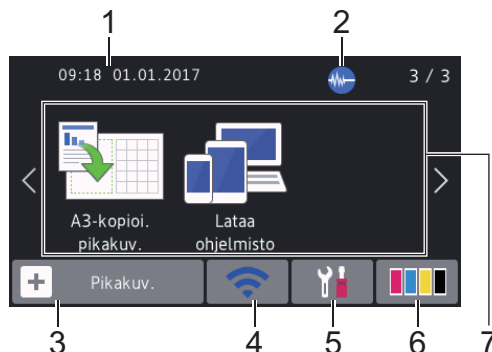 1
2
09:18 01.01.2017
3 / 3
A3-kopioi.
pikakuv.
Lataa
ohjelmisto
Pikakuv.
3
4
5
6
7